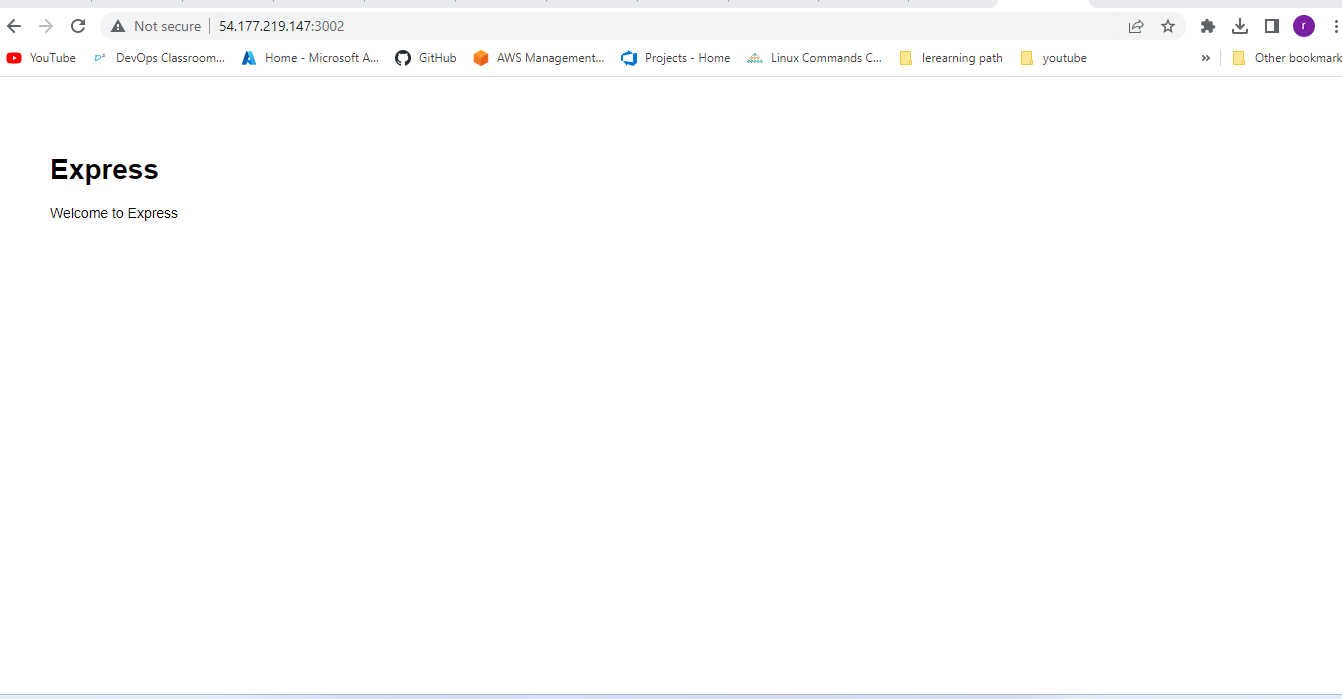 Not secure 54.177.219.147:3002
r
YouTube DevOps Classroom... Home - Microsoft A... GitHub AWS Management... Projects - Home Linux Commands C... lerearning path youtube » Other bookmark
Express
Welcome to Express